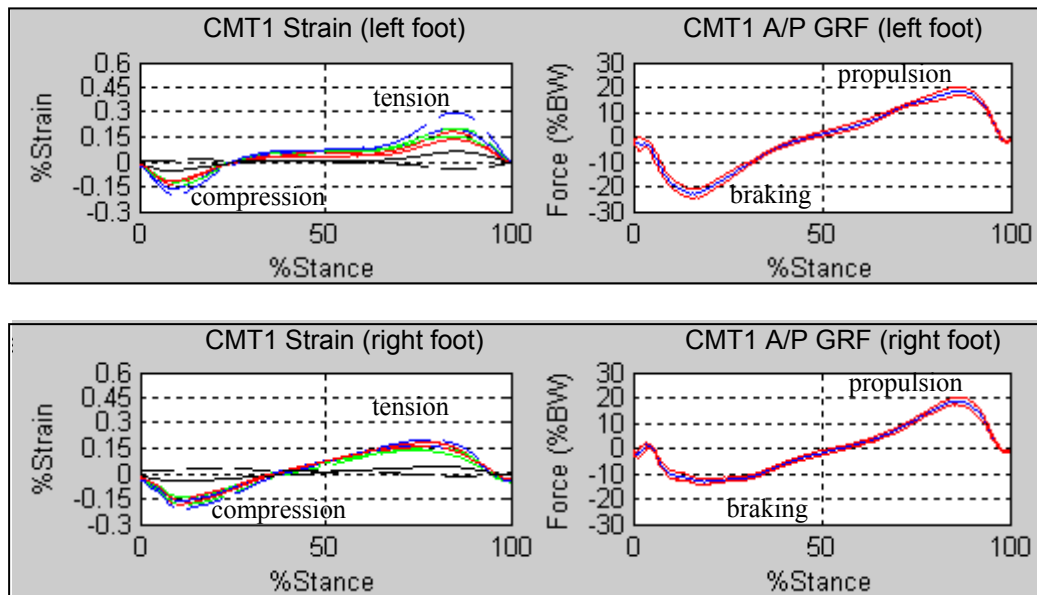 CMT1 Strain (left foot)
%Strain
0.6
0.45
0.3
0.15
0
-0.15
-0.3
tension
compression
0 50 100
%Stance
CMT1 A/P GRF (left foot)
Force (%BW)
30
20
10
0
-10
-20
-30
propulsion
braking
0 50 100
%Stance
CMT1 Strain (right foot)
%Strain
0.6
0.45
0.3
0.15
0
-0.15
-0.3
tension
compression
0 50 100
%Stance
CMT1 A/P GRF (right foot)
Force (%BW)
30
20
10
0
-10
-20
-30
propulsion
braking
0 50 100
%Stance